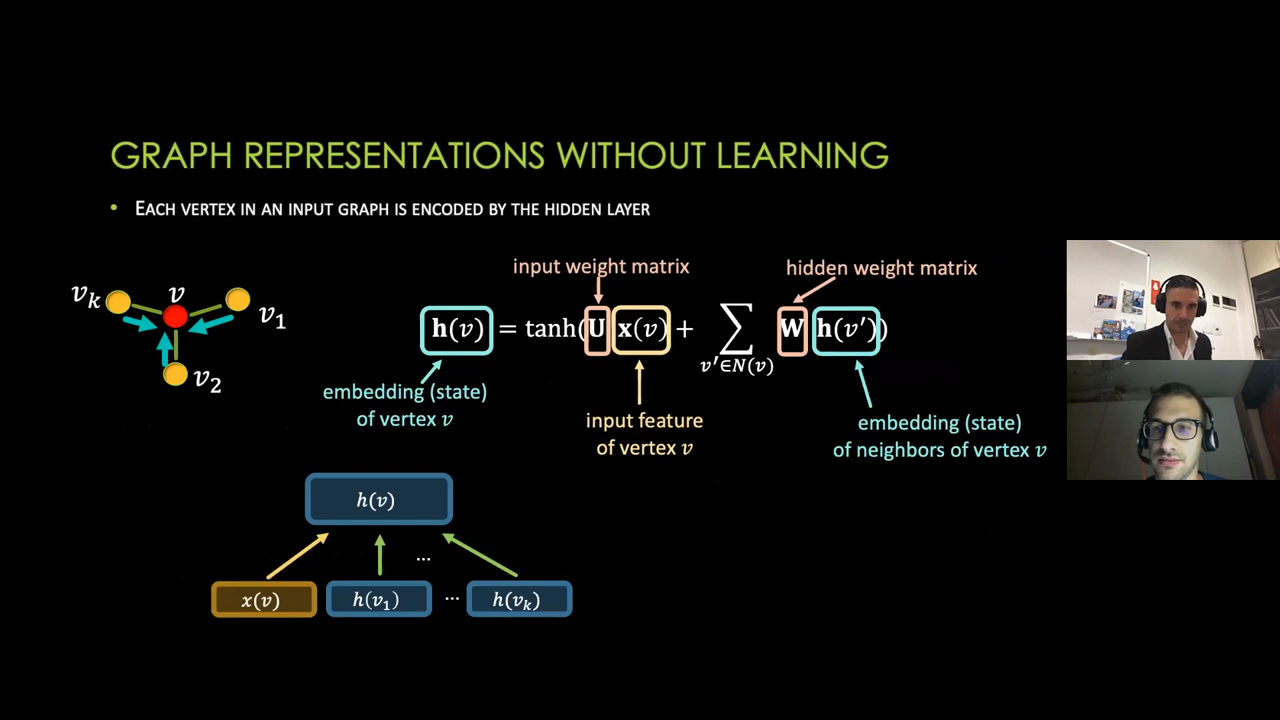 GRAPH REPRESENTATIONS WITHOUT LEARNING
• EACH VERTEX IN AN INPUT GRAPH IS ENCODED BY THE HIDDEN LAYER
input weight matrix
hidden weight matrix
v_k
v
v_1
v_2
h(v) = tanh(U x(v) + ∑_{v′∈N(v)} W h(v′))
embedding (state)
of vertex v
input feature
of vertex v
embedding (state)
of neighbors of vertex v
h(v)
...
x(v)
h(v_1)
...
h(v_k)